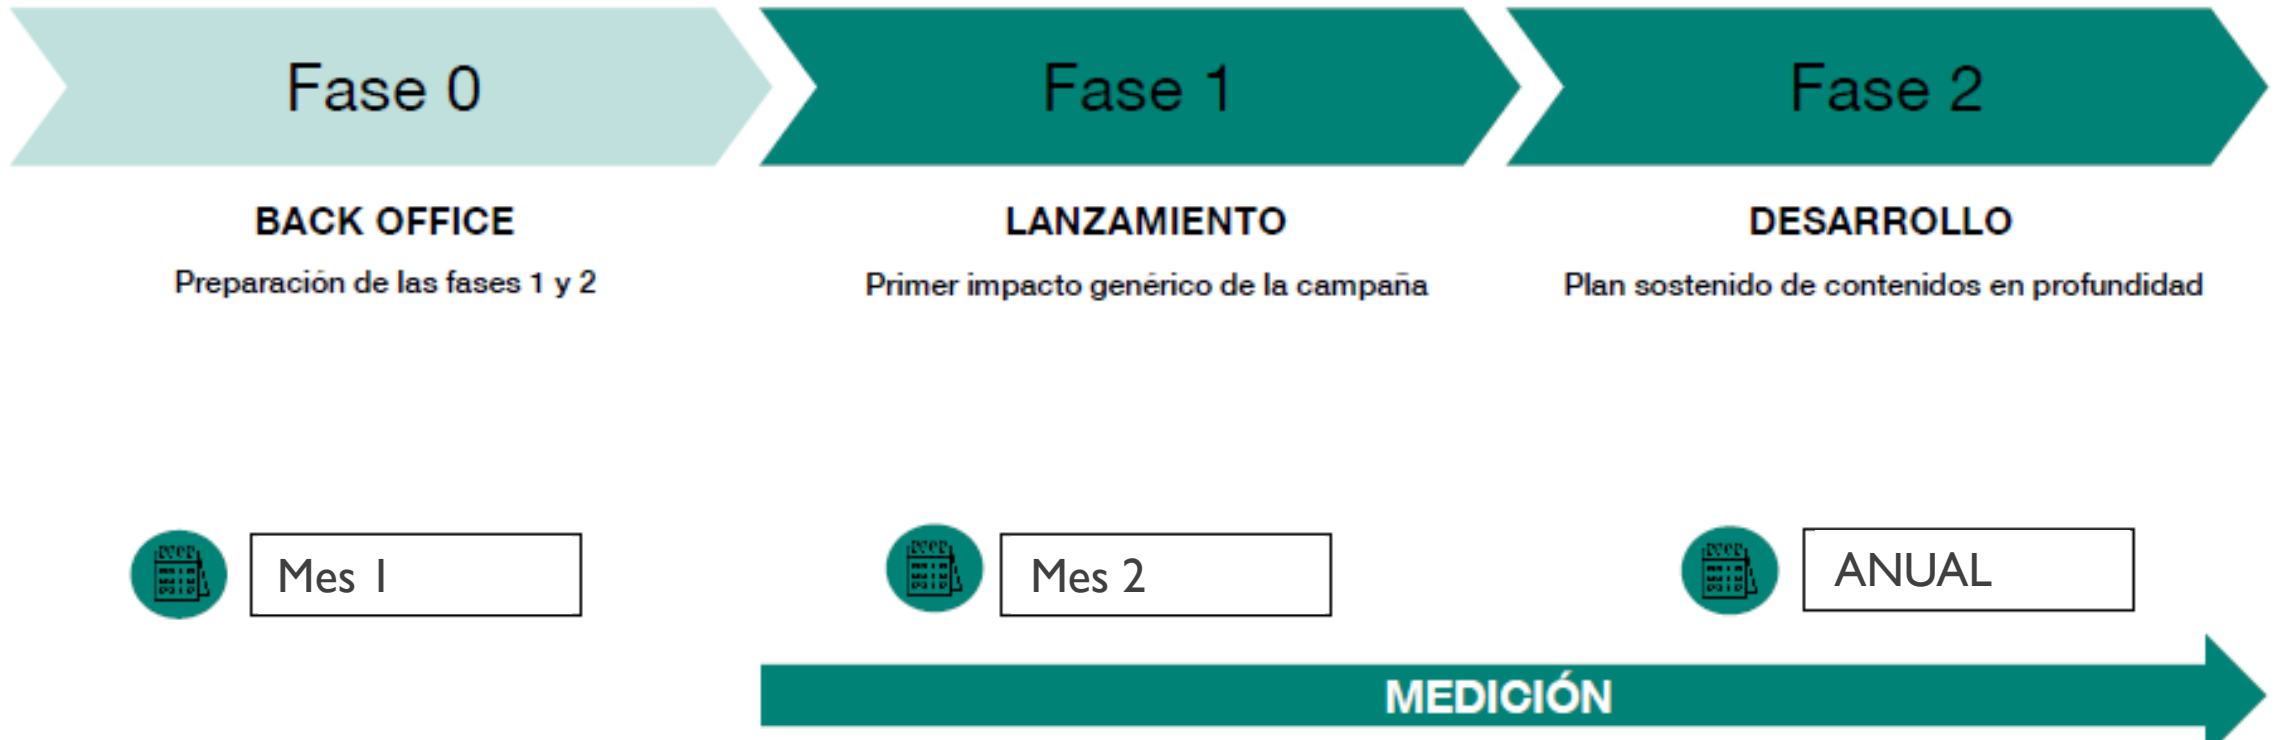 Fase 0
Fase 1
Fase 2
BACK OFFICE
LANZAMIENTO
DESARROLLO
Preparación de las fases 1 y 2
Primer impacto genérico de la campaña
Plan sostenido de contenidos en profundidad
Mes 1
Mes 2
ANUAL
MEDICIÓN